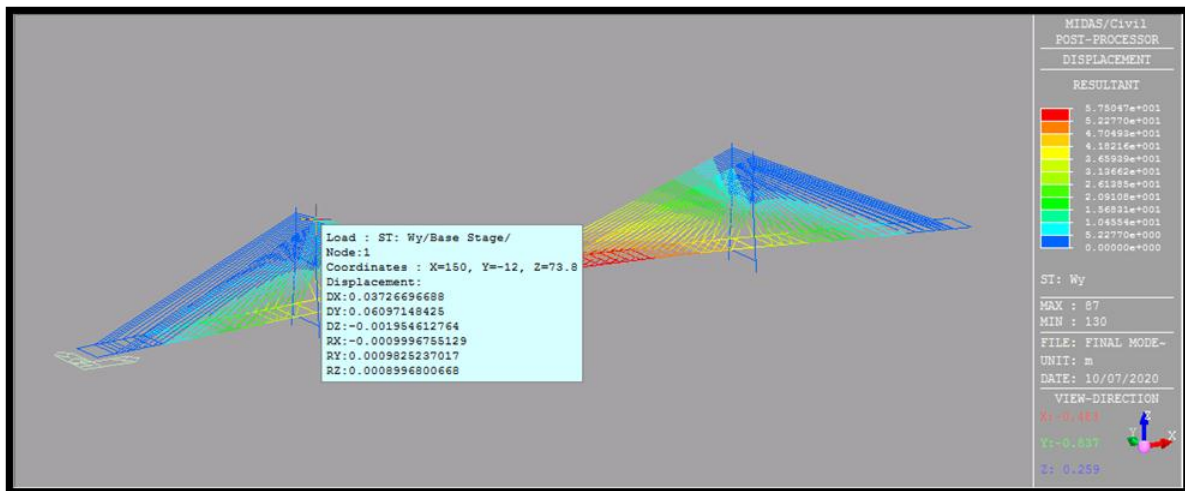 Load : ST: Wy/Base Stage/
Node:1
Coordinates : X=150, Y=-12, Z=73.8
Displacement:
DX:0.03726696688
DY:0.06097148425
DZ:-0.001954612764
RX:-0.0009996755129
RY:0.0009825237017
RZ:0.0008996800668
MIDAS/Civil
POST-PROCESSOR
DISPLACEMENT
RESULTANT
5.75047e+001
5.22770e+001
4.70493e+001
4.18216e+001
3.65939e+001
3.13662e+001
2.61385e+001
2.09108e+001
1.56831e+001
1.04554e+001
5.22770e+000
0.00000e+000
ST: Wy
MAX : 87
MIN : 130
FILE: FINAL MODE~
UNIT: m
DATE: 10/07/2020
VIEW-DIRECTION
X:-0.483
Y:-0.837
Z: 0.259
Z
Y
X